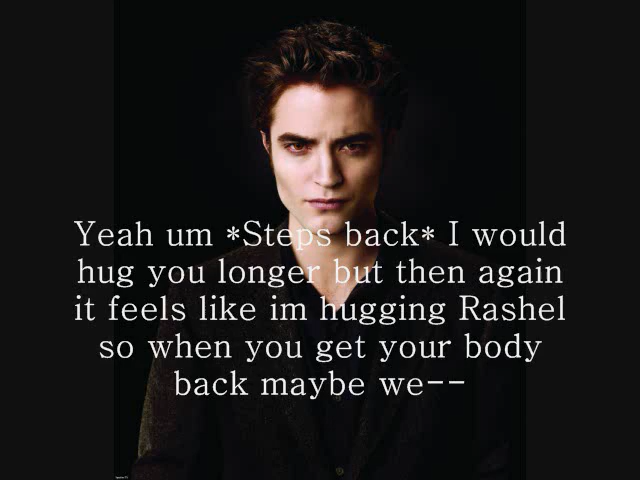 Yeah um *Steps back* I would
hug you longer but then again
it feels like im hugging Rashel
so when you get your body
back maybe we--